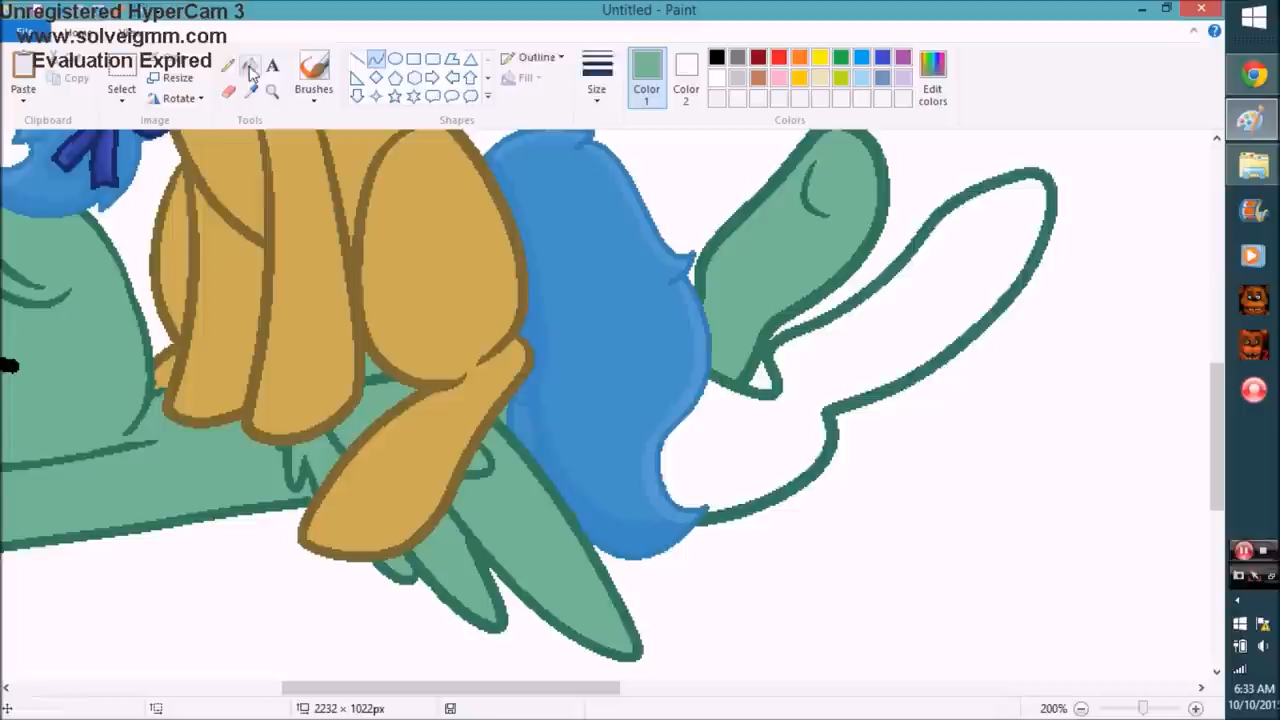 Unregistered HyperCam 3
www.solveigmm.com
Evaluation Expired
Untitled - Paint
Paste
Copy
Clipboard
Select
Resize
Rotate
Image
A
Tools
Brushes
Outline
Fill
Shapes
Size
Color 1
Color 2
Edit colors
Colors
2232 × 1022px
200%
6:33 AM